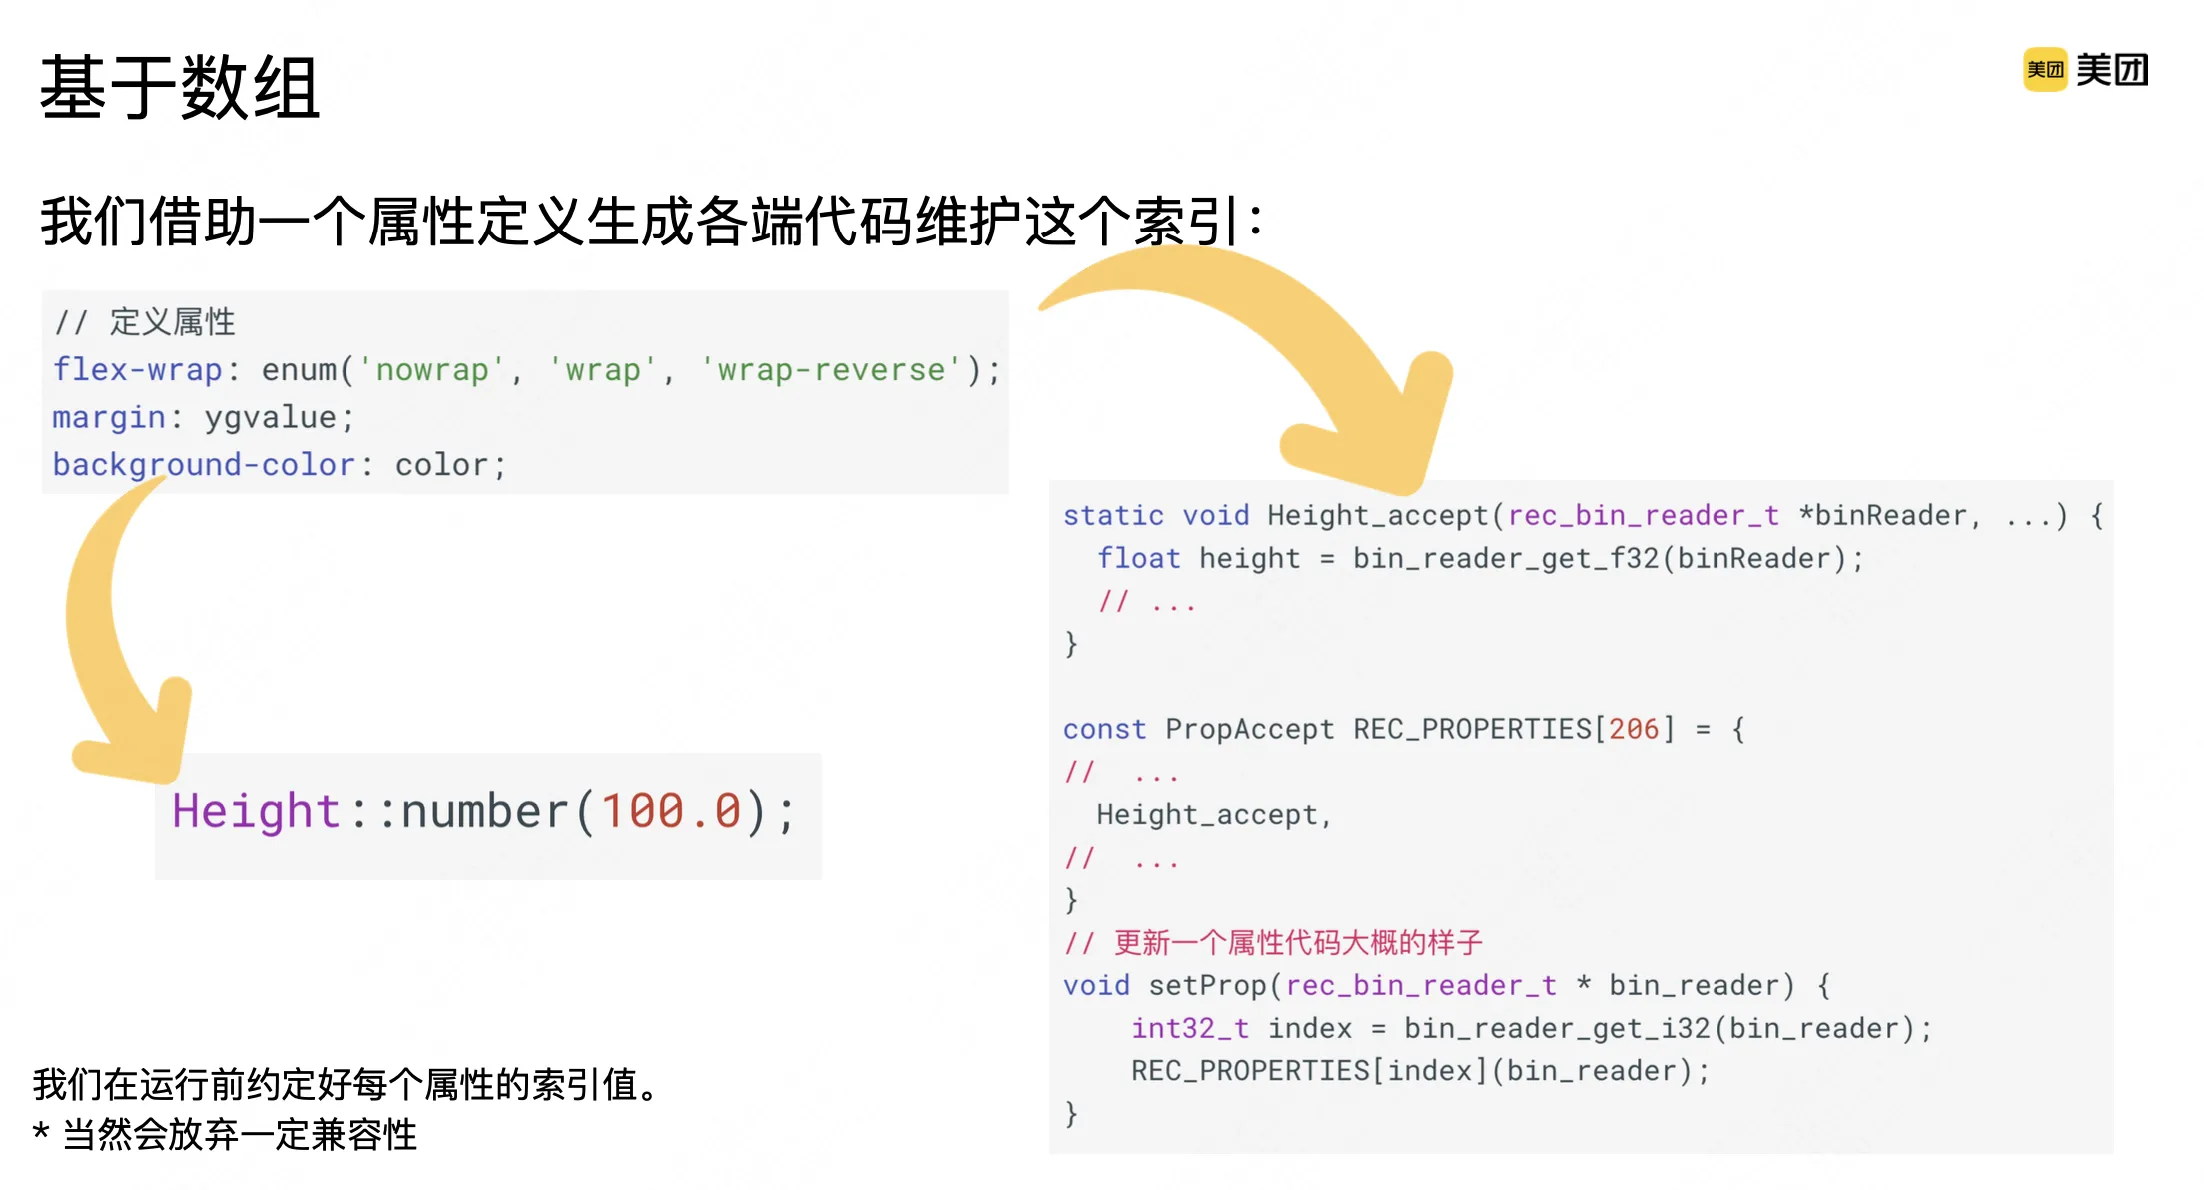 基于数组
美团 美团
我们借助一个属性定义生成各端代码维护这个索引：
// 定义属性
flex-wrap: enum('nowrap', 'wrap', 'wrap-reverse');
margin: ygvalue;
background-color: color;
Height::number(100.0);
static void Height_accept(rec_bin_reader_t *binReader, ...) {
  float height = bin_reader_get_f32(binReader);
  // ...
}
const PropAccept REC_PROPERTIES[206] = {
//  ...
  Height_accept,
//  ...
}
// 更新一个属性代码大概的样子
void setProp(rec_bin_reader_t * bin_reader) {
    int32_t index = bin_reader_get_i32(bin_reader);
    REC_PROPERTIES[index](bin_reader);
}
我们在运行前约定好每个属性的索引值。
* 当然会放弃一定兼容性